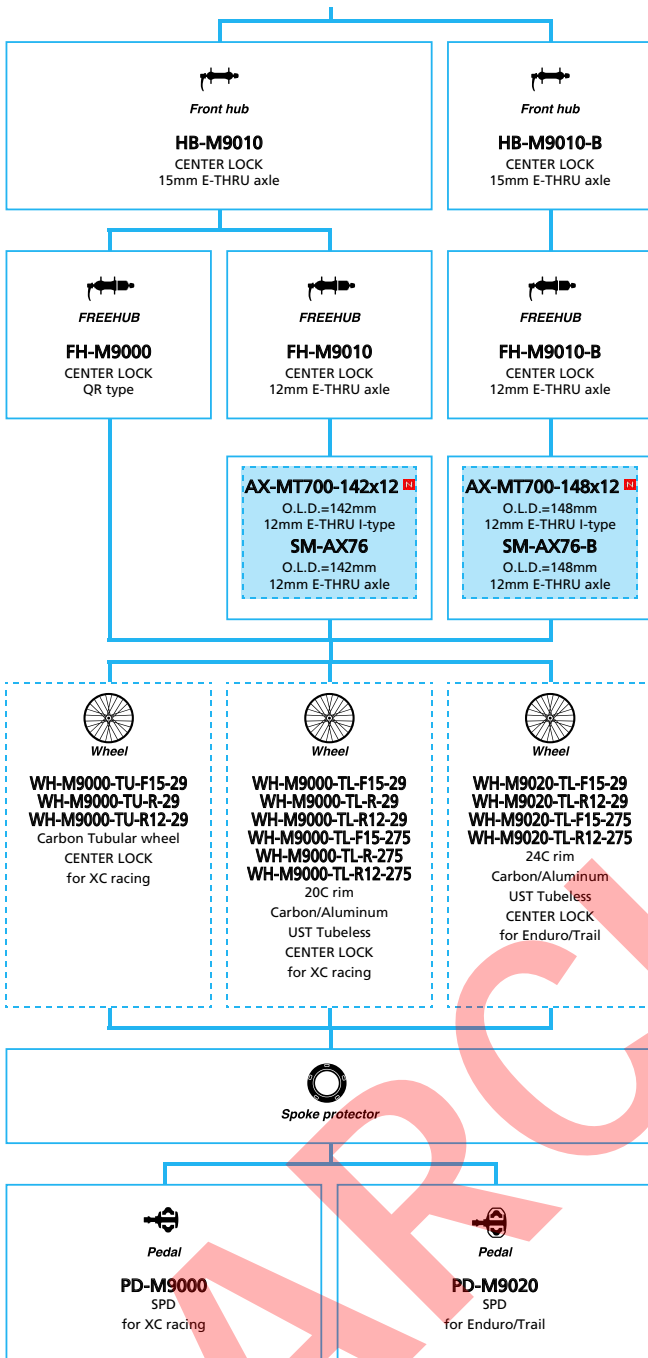 Front hub
HB-M9010
CENTER LOCK
15mm E-THRU axle
Front hub
HB-M9010-B
CENTER LOCK
15mm E-THRU axle
FREEHUB
FH-M9000
CENTER LOCK
QR type
FREEHUB
FH-M9010
CENTER LOCK
12mm E-THRU axle
FREEHUB
FH-M9010-B
CENTER LOCK
12mm E-THRU axle
AX-MT700-142x12 N
O.L.D.=142mm
12mm E-THRU I-type
SM-AX76
O.L.D.=142mm
12mm E-THRU axle
AX-MT700-148x12 N
O.L.D.=148mm
12mm E-THRU I-type
SM-AX76-B
O.L.D.=148mm
12mm E-THRU axle
Wheel
WH-M9000-TU-F15-29
WH-M9000-TU-R-29
WH-M9000-TU-R12-29
Carbon Tubular wheel
CENTER LOCK
for XC racing
Wheel
WH-M9000-TL-F15-29
WH-M9000-TL-R-29
WH-M9000-TL-R12-29
WH-M9000-TL-F15-275
WH-M9000-TL-R-275
WH-M9000-TL-R12-275
20C rim
Carbon/Aluminum
UST Tubeless
CENTER LOCK
for XC racing
Wheel
WH-M9020-TL-F15-29
WH-M9020-TL-R12-29
WH-M9020-TL-F15-275
WH-M9020-TL-R12-275
24C rim
Carbon/Aluminum
UST Tubeless
CENTER LOCK
for Enduro/Trail
Spoke protector
Pedal
PD-M9000
SPD
for XC racing
Pedal
PD-M9020
SPD
for Enduro/Trail